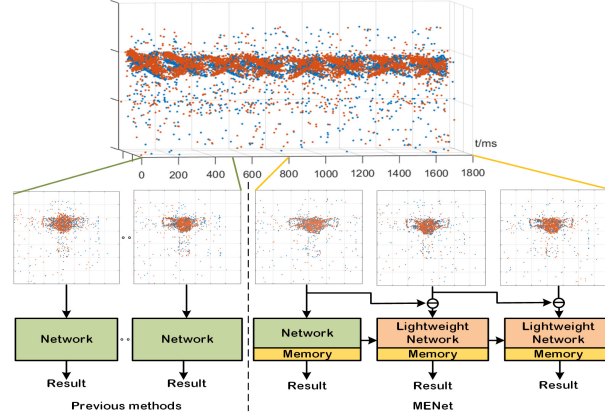 t/ms
0 200 400 600 800 1000 1200 1400 1600 1800
Network
Network
Network
Memory
Lightweight
Network
Memory
Lightweight
Network
Memory
Result
Result
Result
Result
Result
Previous methods
MENet